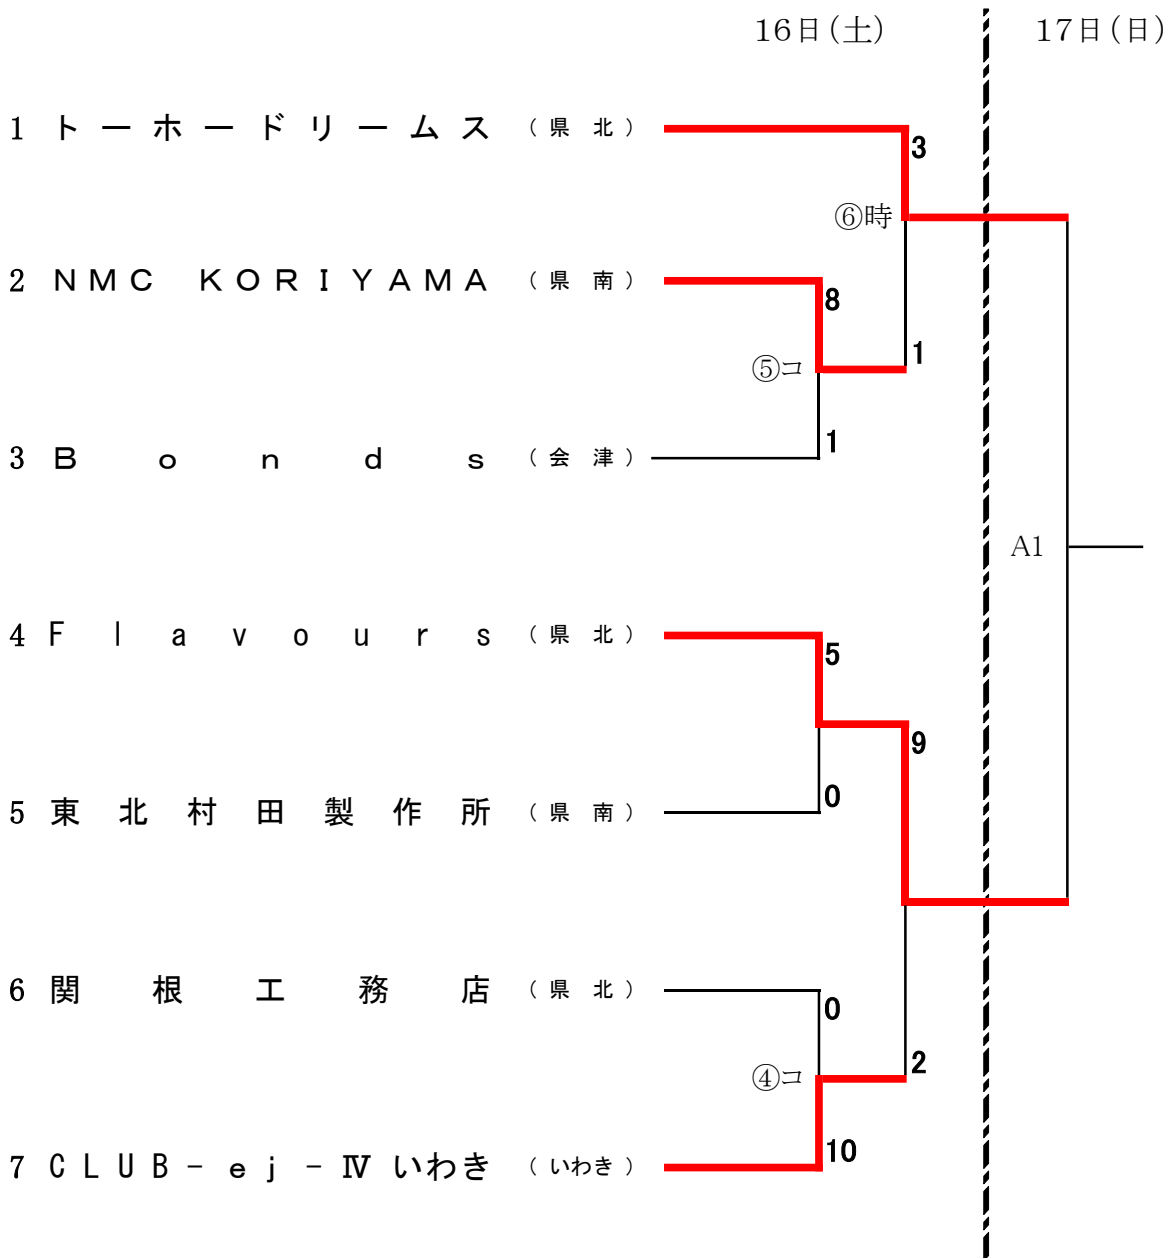 16日(土) 17日(日)
1 トーホードリームス (県北)
3
⑥時
2 NMC KORIYAMA (県南)
8
1
⑤コ
1
3 Bonds (会津)
A1
4 Flavours (県北)
5
9
0
5 東北村田製作所 (県南)
6 関根工務店 (県北)
0
2
④コ
10
7 CLUB-ej-Ⅳいわき (いわき)